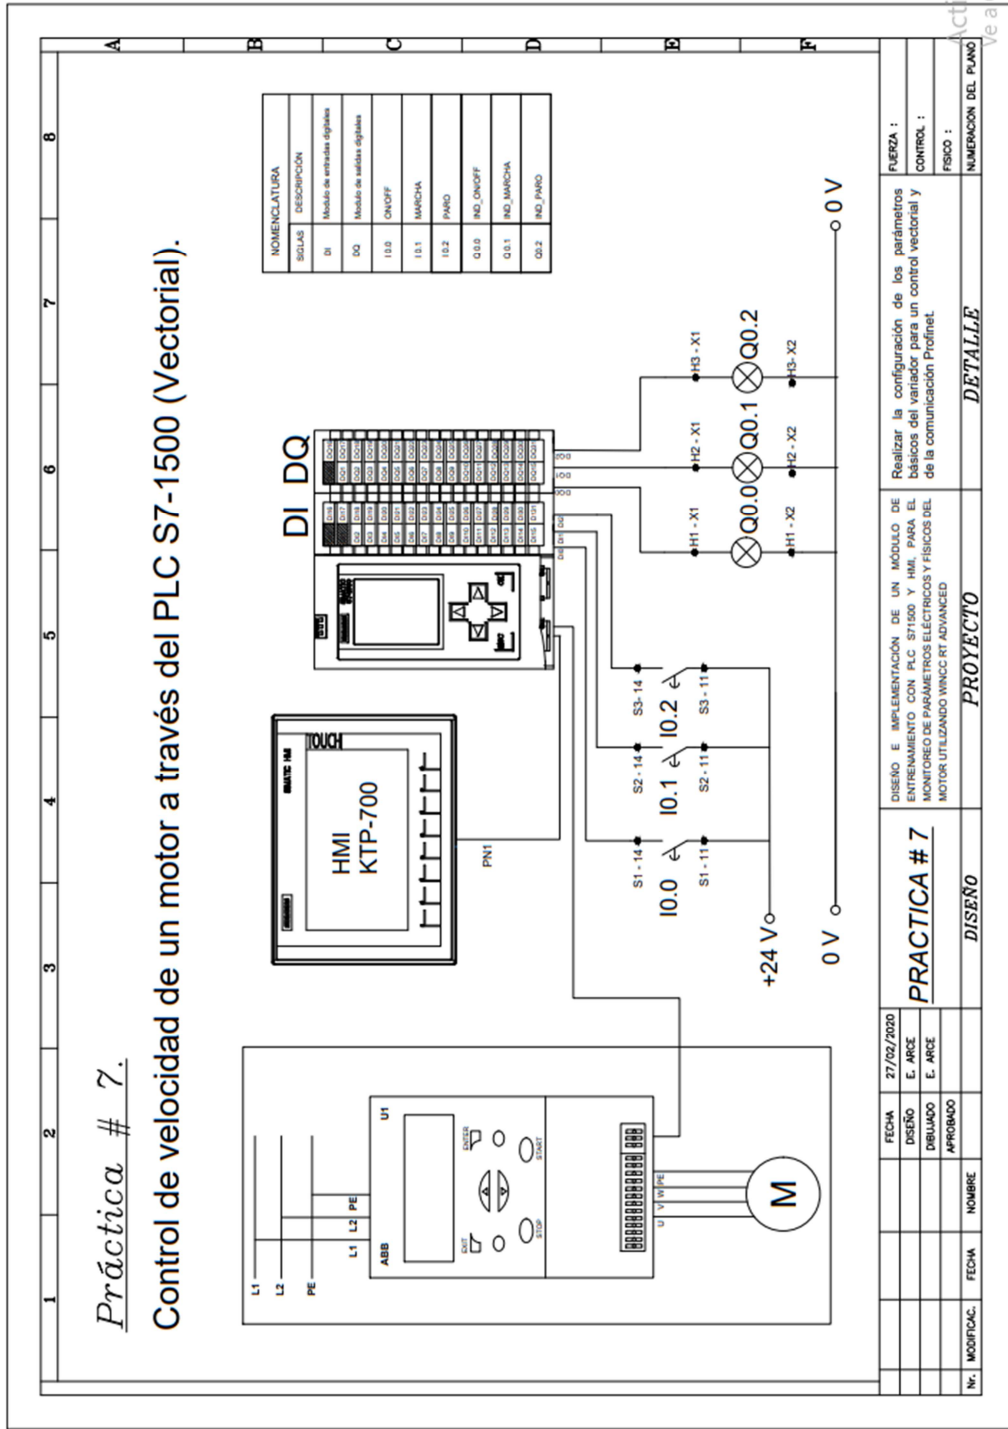 1 2 3 4 5 6 7 8
A
B
C
D
E
F
Práctica # 7.
Control de velocidad de un motor a través del PLC S7-1500 (Vectorial).
L1
L2
PE
L1 L2 PE
ABB
U1
EXIT
ENTER
STOP
START
U V W PE
M
SIMATIC HMI
TOUCH
HMI
KTP-700
PN1
DI DQ
S1 - 14
I0.0
S1 - 11
S2 - 14
I0.1
S2 - 11
S3- 14
I0.2
S3 - 11
+24 V
0 V
H1 - X1
Q0.0
H1 - X2
H2 - X1
Q0.1
H2 - X2
H3 - X1
Q0.2
H3- X2
0 V
NOMENCLATURA
SIGLAS DESCRIPCIÓN
DI Modulo de entradas digitales
DQ Modulo de salidas digitales
I 0.0 ON/OFF
I 0.1 MARCHA
I 0.2 PARO
Q 0.0 IND_ON/OFF
Q 0.1 IND_MARCHA
Q0.2 IND_PARO
Nr. MODIFICAC. FECHA NOMBRE
FECHA 27/02/2020
DISEÑO E. ARCE
DIBUJADO E. ARCE
APROBADO
PRACTICA # 7
DISEÑO
DISEÑO E IMPLEMENTACIÓN DE UN MÓDULO DE
ENTRENAMIENTO CON PLC S71500 Y HMI, PARA EL
MONITOREO DE PARÁMETROS ELÉCTRICOS Y FÍSICOS DEL
MOTOR UTILIZANDO WINCC RT ADVANCED
PROYECTO
Realizar la configuración de los parámetros
básicos del variador para un control vectorial y
de la comunicación Profinet.
DETALLE
FUERZA :
CONTROL :
FISICO :
NUMERACION DEL PLANO
Acti
Ve a